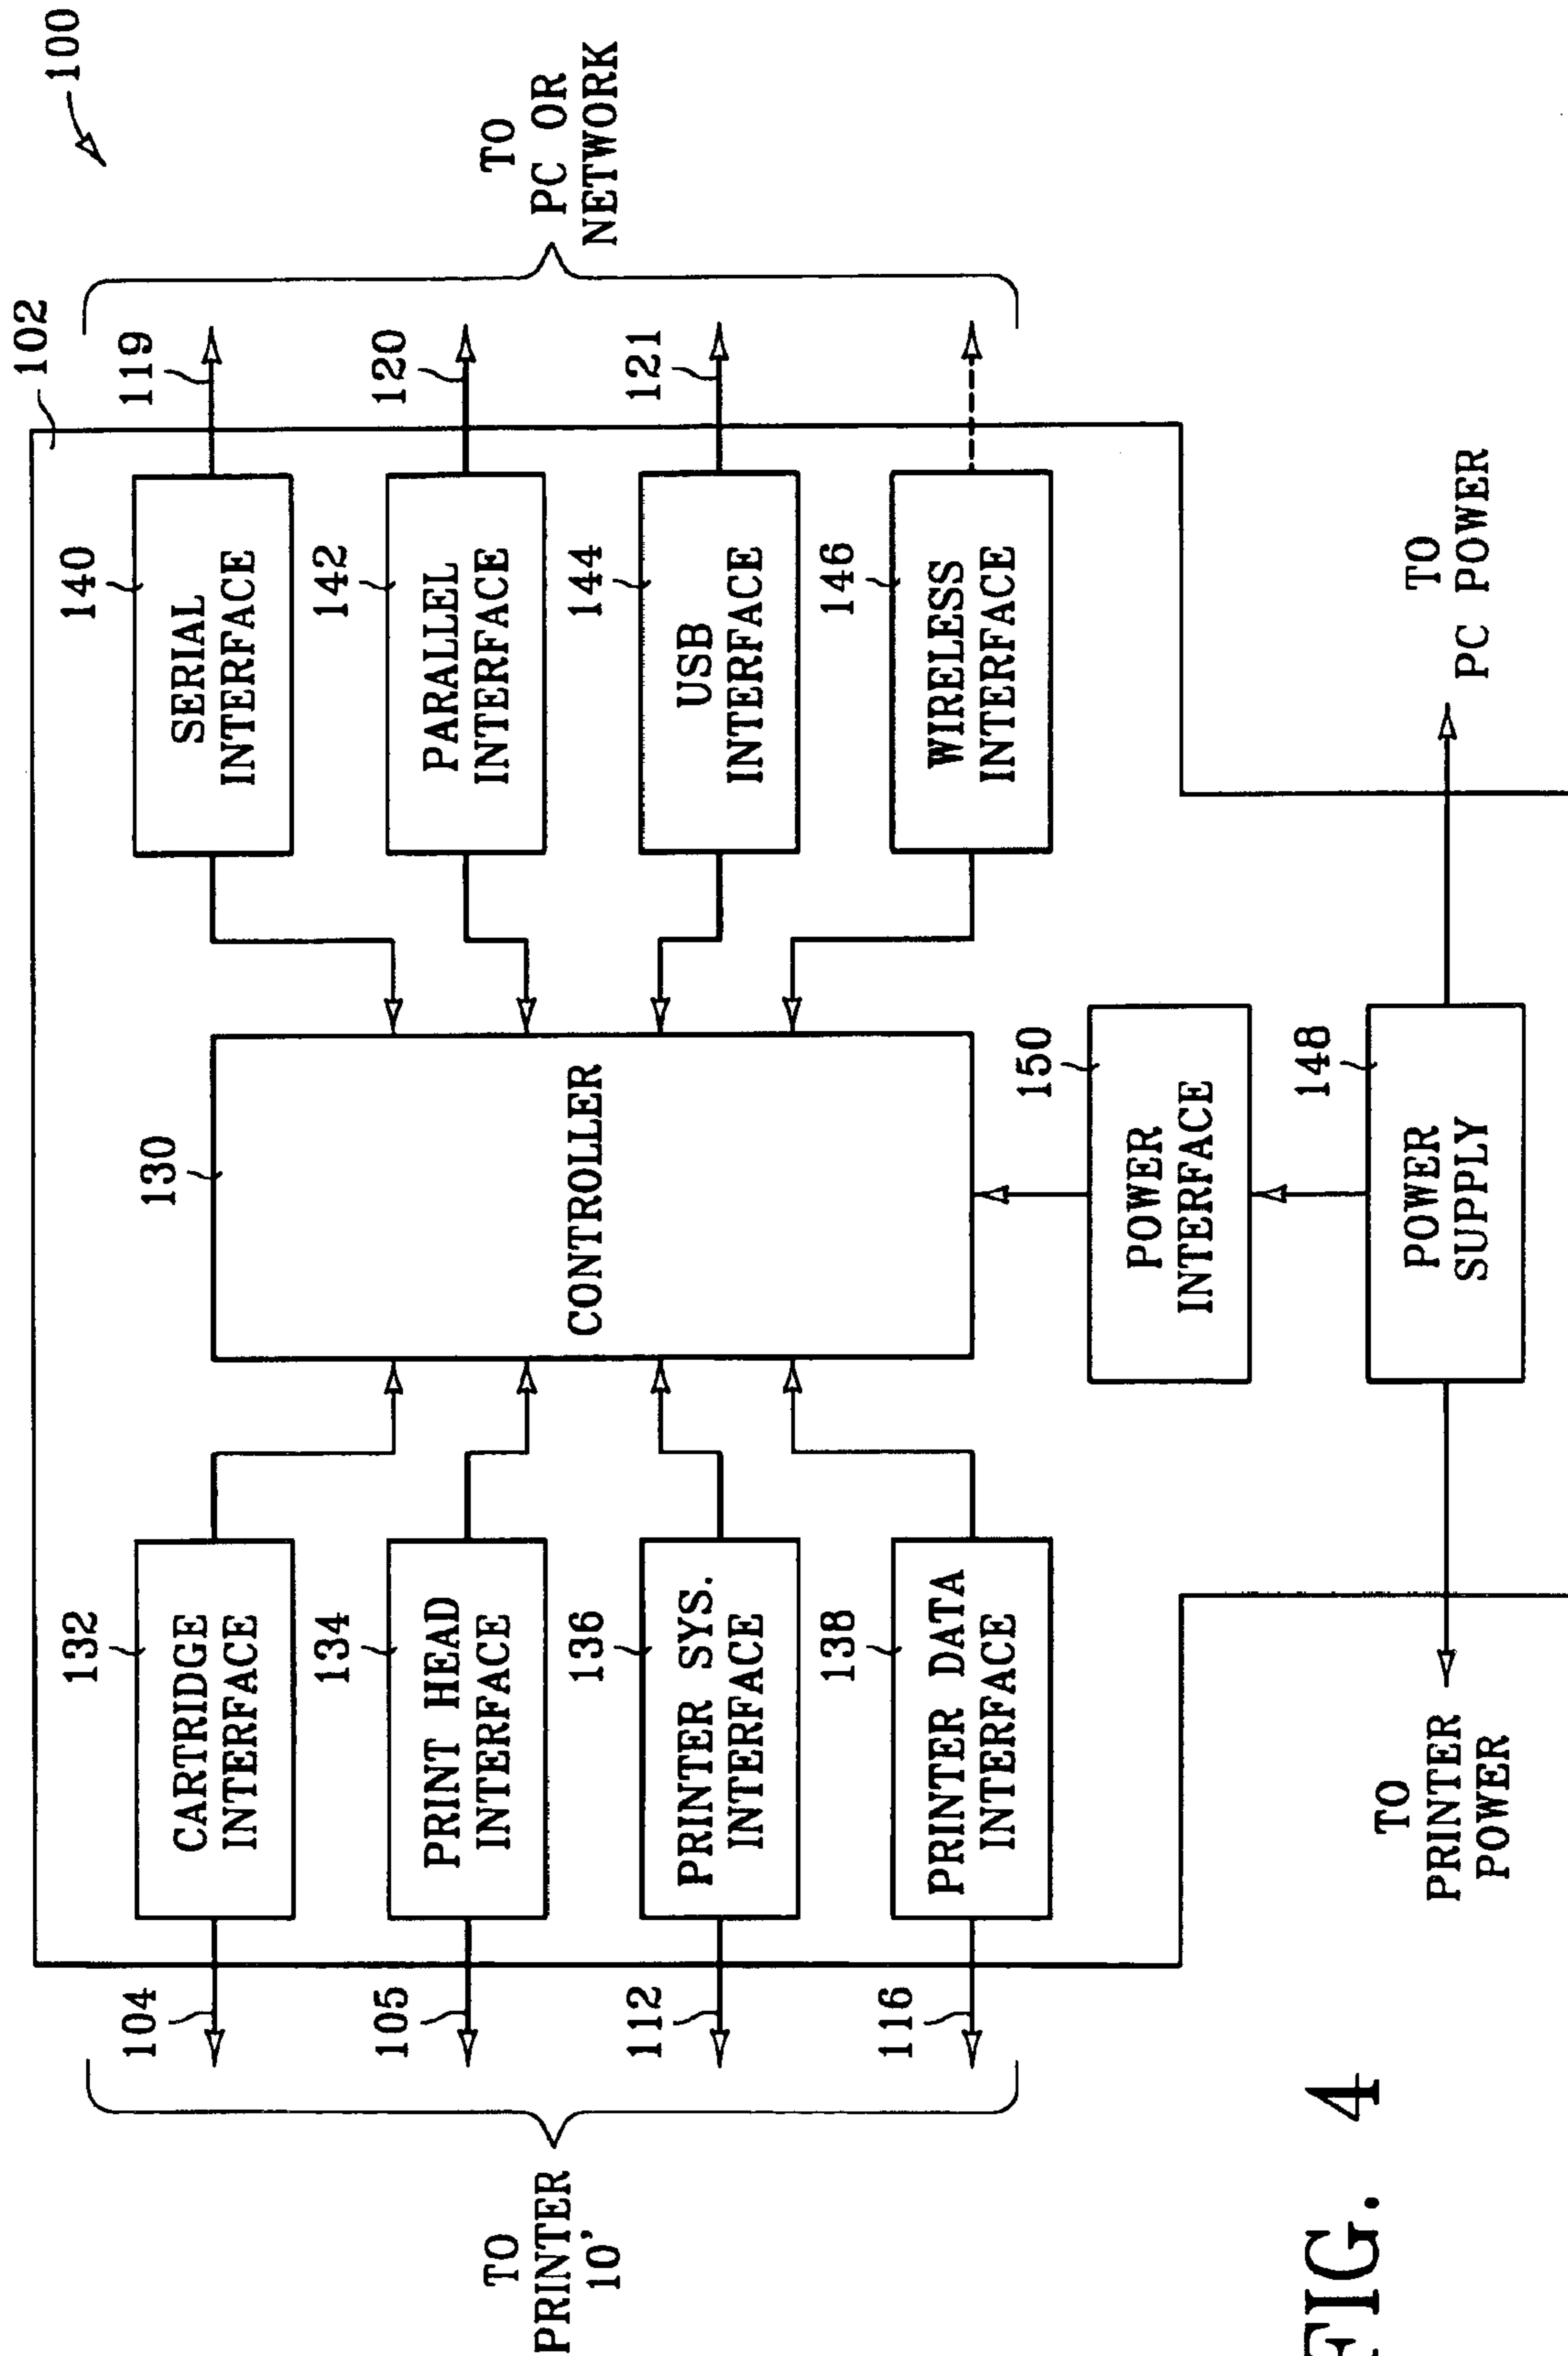 100
102
TO
PRINTER
10'
104
105
112
116
132
CARTRIDGE
INTERFACE
134
PRINT HEAD
INTERFACE
136
PRINTER SYS.
INTERFACE
138
PRINTER DATA
INTERFACE
130
CONTROLLER
140
SERIAL
INTERFACE
142
PARALLEL
INTERFACE
144
USB
INTERFACE
146
WIRELESS
INTERFACE
119
120
121
TO
PC OR
NETWORK
150
POWER
INTERFACE
148
POWER
SUPPLY
TO
PRINTER
POWER
TO
PC POWER
FIG. 4